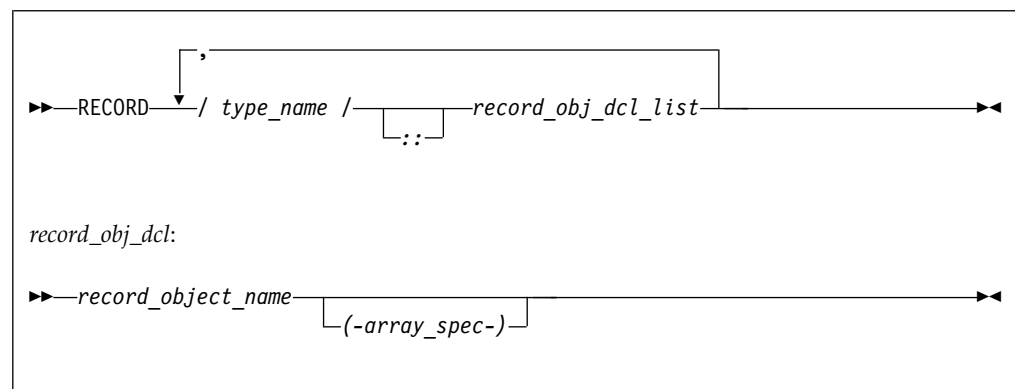 ,
►►—RECORD—/ type_name /—record_obj_dcl_list—►◄
::
record_obj_dcl:
►►—record_object_name—►◄
(-array_spec-)